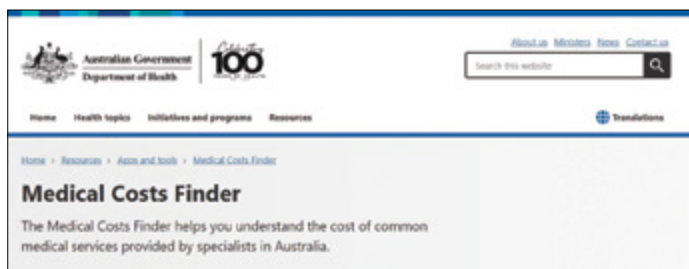 About us Ministers News Contact us
Australian Government
Department of Health
Celebrating
100
Search this website
Home Health topics Initiatives and programs Resources
Translations
Home > Resources > Apps and tools > Medical Costs Finder
Medical Costs Finder
The Medical Costs Finder helps you understand the cost of common
medical services provided by specialists in Australia.